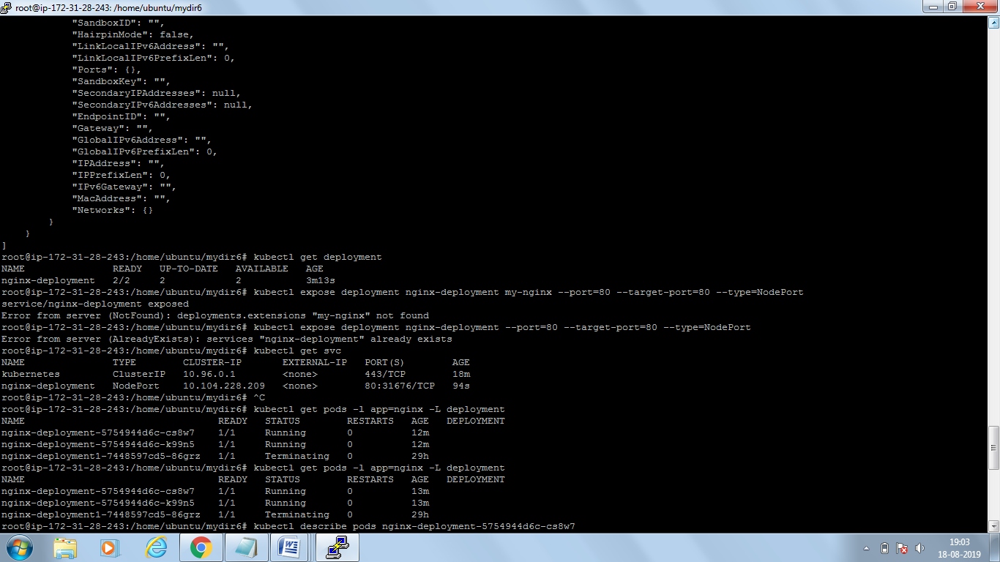 root@ip-172-31-28-243: /home/ubuntu/mydir6
"SandboxID": "",
"HairpinMode": false,
"LinkLocalIPv6Address": "",
"LinkLocalIPv6PrefixLen": 0,
"Ports": {},
"SandboxKey": "",
"SecondaryIPAddresses": null,
"SecondaryIPv6Addresses": null,
"EndpointID": "",
"Gateway": "",
"GlobalIPv6Address": "",
"GlobalIPv6PrefixLen": 0,
"IPAddress": "",
"IPPrefixLen": 0,
"IPv6Gateway": "",
"MacAddress": "",
"Networks": {}
}
}
]
root@ip-172-31-28-243:/home/ubuntu/mydir6# kubectl get deployment
NAME READY UP-TO-DATE AVAILABLE AGE
nginx-deployment 2/2 2 2 3m13s
root@ip-172-31-28-243:/home/ubuntu/mydir6# kubectl expose deployment nginx-deployment my-nginx --port=80 --target-port=80 --type=NodePort
service/nginx-deployment exposed
Error from server (NotFound): deployments.extensions "my-nginx" not found
root@ip-172-31-28-243:/home/ubuntu/mydir6# kubectl expose deployment nginx-deployment --port=80 --target-port=80 --type=NodePort
Error from server (AlreadyExists): services "nginx-deployment" already exists
root@ip-172-31-28-243:/home/ubuntu/mydir6# kubectl get svc
NAME TYPE CLUSTER-IP EXTERNAL-IP PORT(S) AGE
kubernetes ClusterIP 10.96.0.1 <none> 443/TCP 18m
nginx-deployment NodePort 10.104.228.209 <none> 80:31676/TCP 94s
root@ip-172-31-28-243:/home/ubuntu/mydir6# ^C
root@ip-172-31-28-243:/home/ubuntu/mydir6# kubectl get pods -l app=nginx -L deployment
NAME READY STATUS RESTARTS AGE DEPLOYMENT
nginx-deployment-5754944d6c-cs8w7 1/1 Running 0 12m
nginx-deployment-5754944d6c-k99n5 1/1 Running 0 12m
nginx-deployment1-7448597cd5-86grz 1/1 Terminating 0 29h
root@ip-172-31-28-243:/home/ubuntu/mydir6# kubectl get pods -l app=nginx -L deployment
NAME READY STATUS RESTARTS AGE DEPLOYMENT
nginx-deployment-5754944d6c-cs8w7 1/1 Running 0 13m
nginx-deployment-5754944d6c-k99n5 1/1 Running 0 13m
nginx-deployment1-7448597cd5-86grz 1/1 Terminating 0 29h
root@ip-172-31-28-243:/home/ubuntu/mydir6# kubectl describe pods nginx-deployment-5754944d6c-cs8w7
19:03
18-08-2019